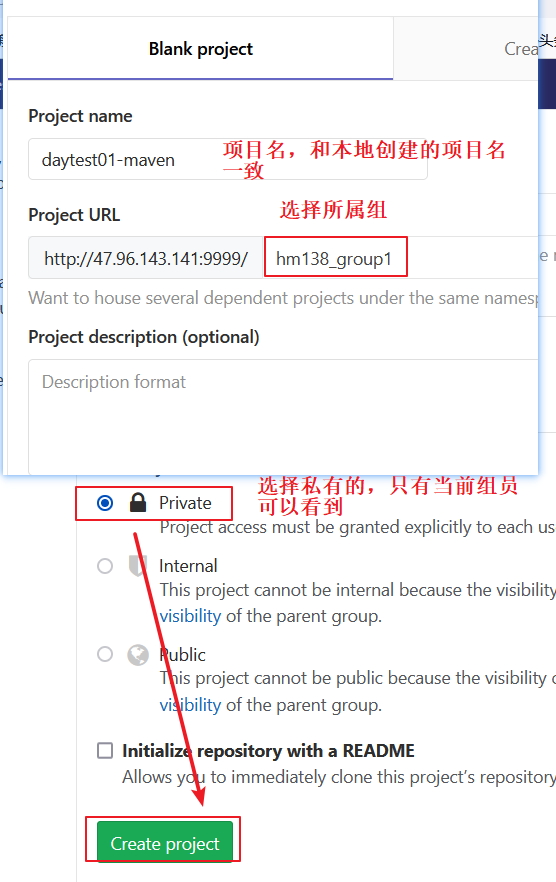 Blank project
Crea
头条
Project name
daytest01-maven
项目名，和本地创建的项目名
一致
Project URL
选择所属组
http://47.96.143.141:9999/
hm138_group1
Want to house several dependent projects under the same namesp
Project description (optional)
Description format
选择私有的，只有当前组员
可以看到
Private
Project access must be granted explicitly to each us
Internal
This project cannot be internal because the visibility
visibility of the parent group.
Public
This project cannot be public because the visibility o
visibility of the parent group.
Initialize repository with a README
Allows you to immediately clone this project's repository
Create project